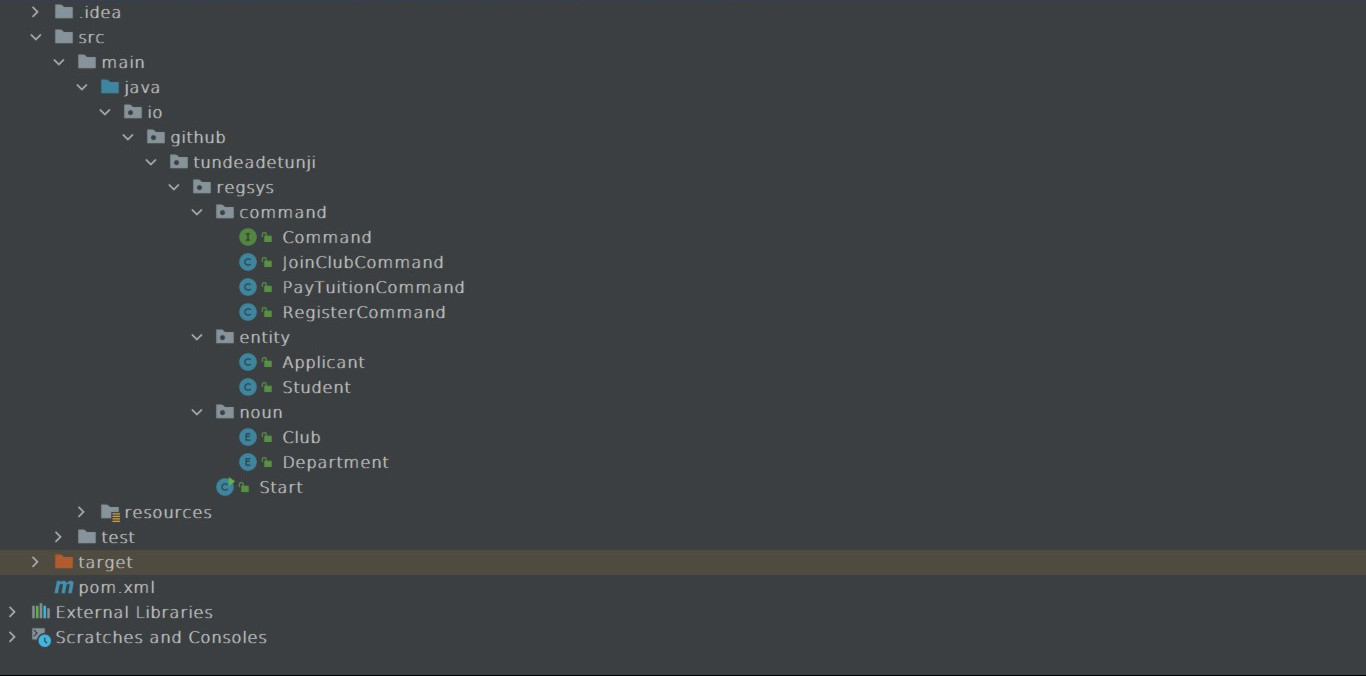 .idea
src
main
java
io
github
tundeadetunji
regsys
command
I Command
C JoinClubCommand
C PayTuitionCommand
C RegisterCommand
entity
C Applicant
C Student
noun
E Club
E Department
C Start
resources
test
target
m pom.xml
External Libraries
Scratches and Consoles